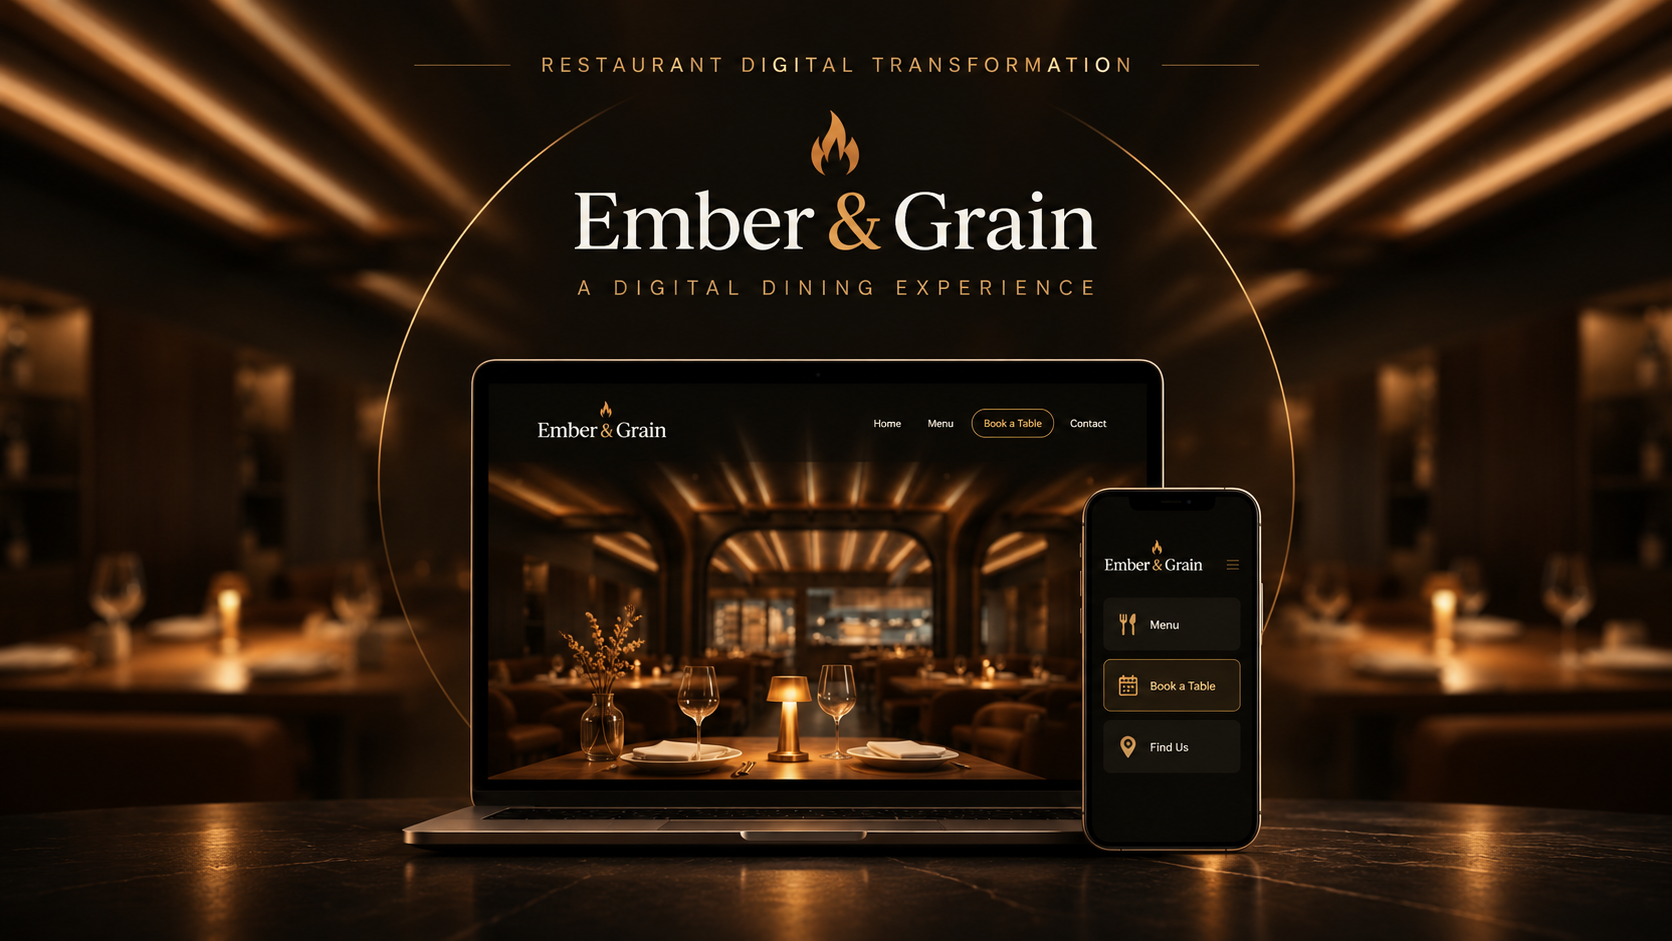 RESTAURANT DIGITAL TRANSFORMATION
Ember & Grain
A DIGITAL DINING EXPERIENCE
Ember & Grain
Home Menu Book a Table Contact
Ember & Grain
Menu
Book a Table
Find Us